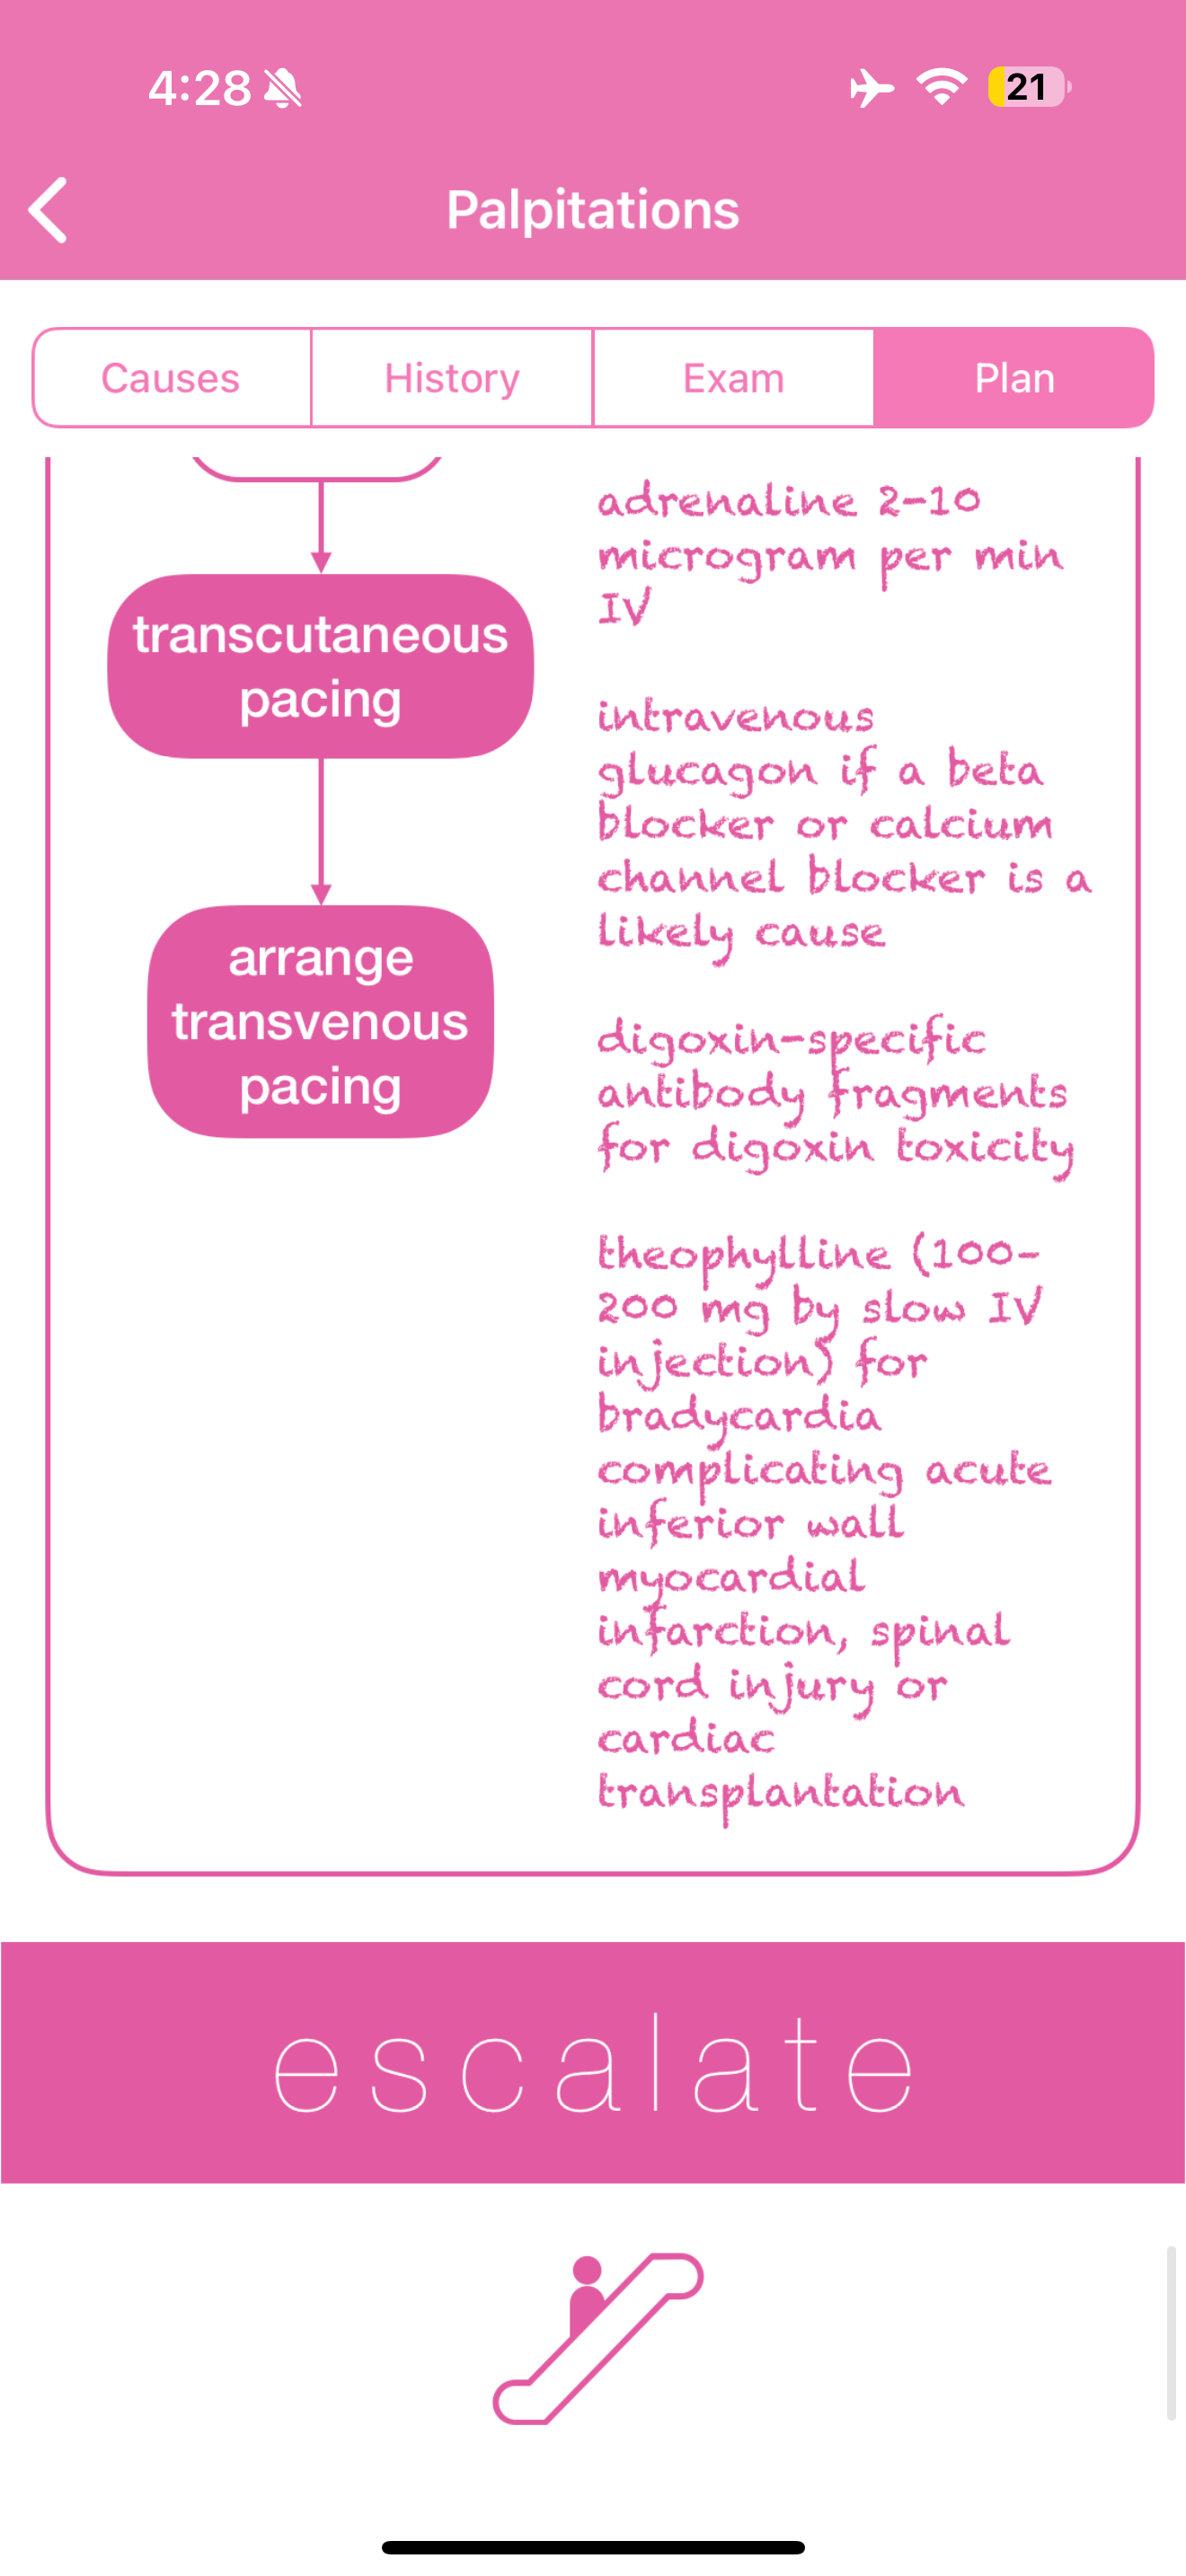 4:28
21
Palpitations
Causes
History
Exam
Plan
adrenaline 2-10
microgram per min
IV
transcutaneous
pacing
intravenous
glucagon if a beta
blocker or calcium
channel blocker is a
likely cause
arrange
transvenous
pacing
digoxin-specific
antibody fragments
for digoxin toxicity
theophylline (100-
200 mg by slow IV
injection) for
bradycardia
complicating acute
inferior wall
myocardial
infarction, spinal
cord injury or
cardiac
transplantation
escalate